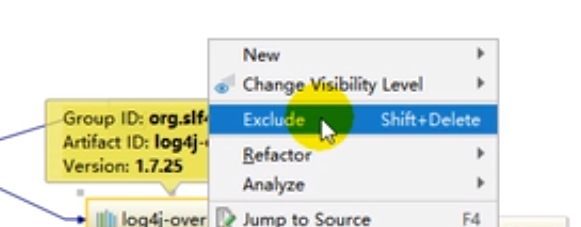 New
Change Visibility Level
Group ID: org.slf4
Exclude Shift+Delete
Artifact ID: log4j-
Version: 1.7.25
Refactor
Analyze
log4j-over
Jump to Source F4